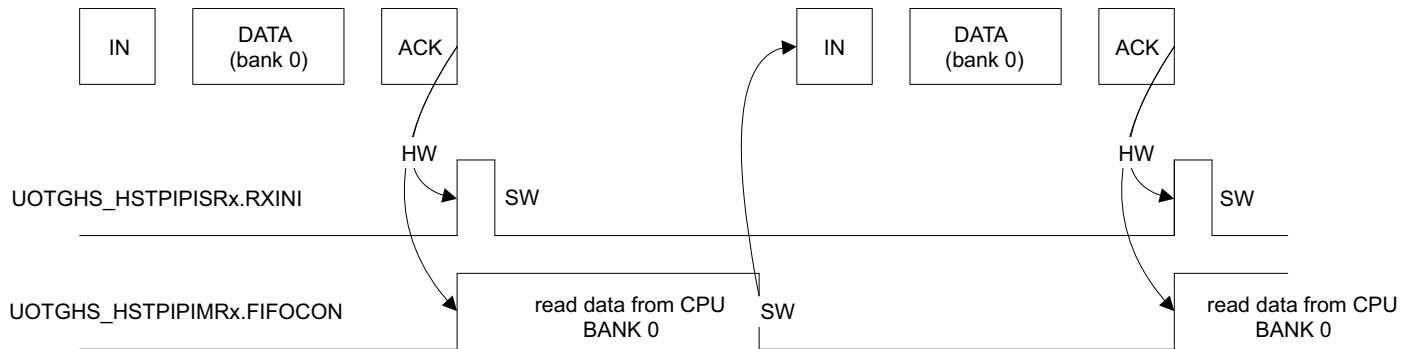 IN
DATA
(bank 0)
ACK
IN
DATA
(bank 0)
ACK
HW
HW
UOTGHS_HSTPIPISRx.RXINI
SW
SW
UOTGHS_HSTPIPIMRx.FIFOCON
read data from CPU
BANK 0
SW
read data from CPU
BANK 0